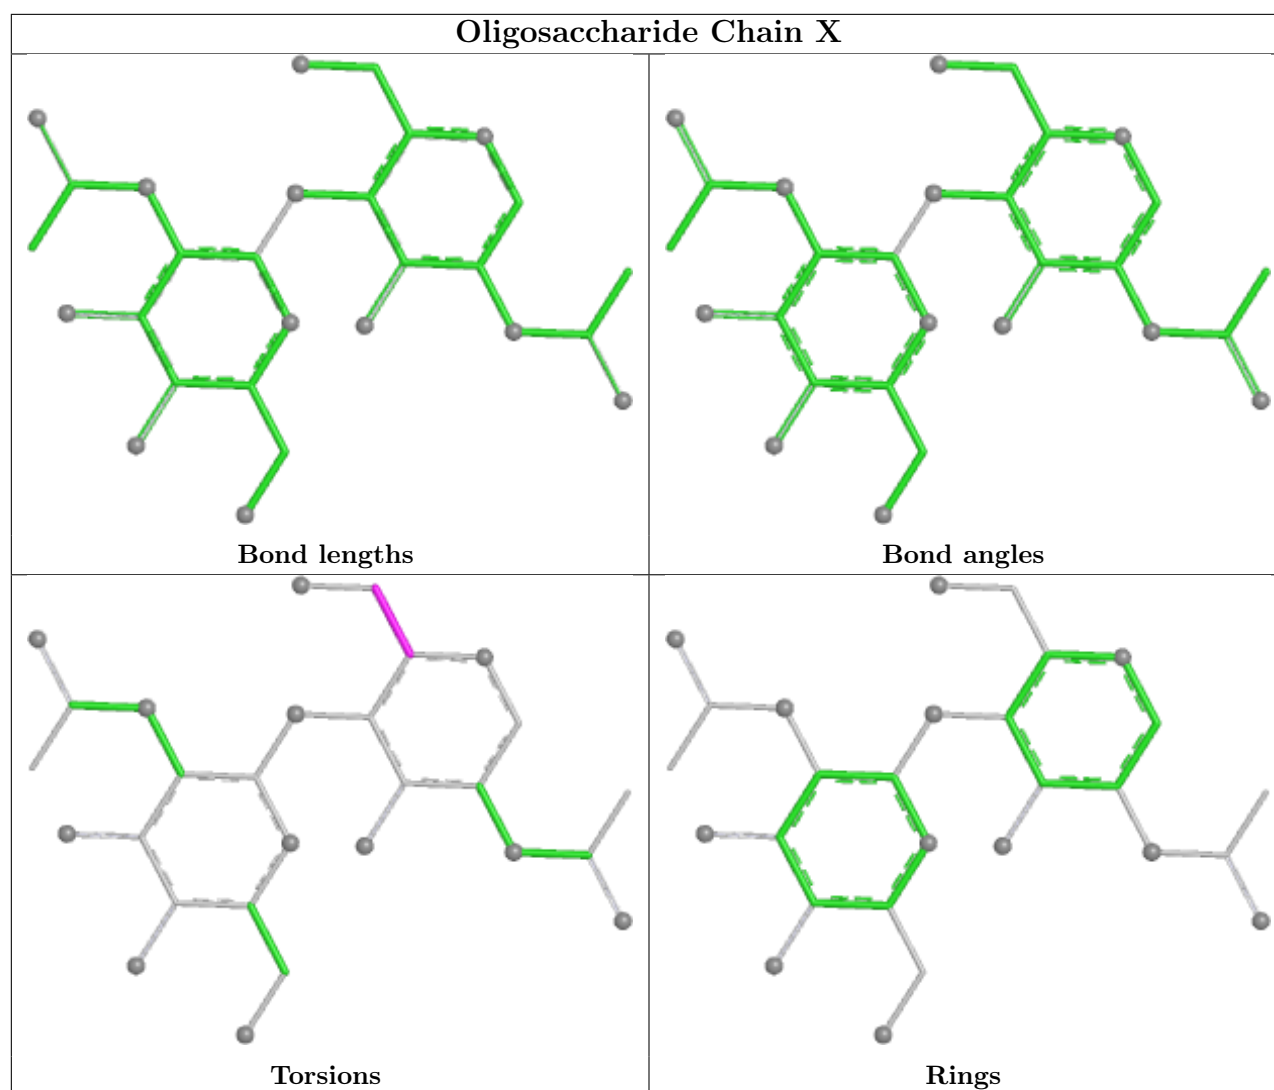 Oligosaccharide Chain X
Bond lengths
Bond angles
Torsions
Rings